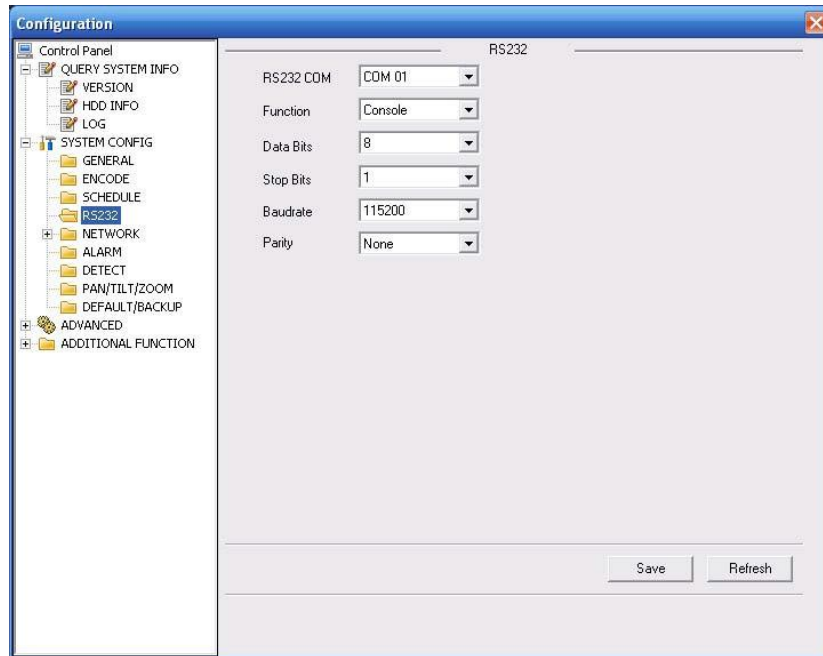 Configuration
Control Panel
QUERY SYSTEM INFO
VERSION
HDD INFO
LOG
SYSTEM CONFIG
GENERAL
ENCODE
SCHEDULE
RS232
NETWORK
ALARM
DETECT
PAN/TILT/ZOOM
DEFAULT/BACKUP
ADVANCED
ADDITIONAL FUNCTION
RS232
RS232 COM COM 01
Function Console
Data Bits 8
Stop Bits 1
Baudrate 115200
Parity None
Save Refresh